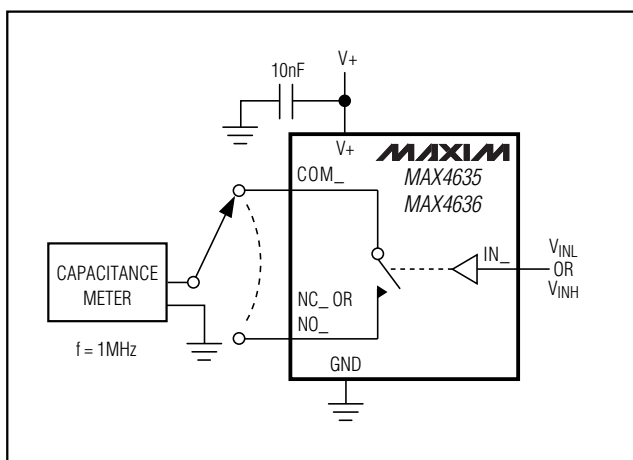 V+
10nF
V+
MAXIM
MAX4635
MAX4636
COM_
IN_
V_INL
OR
V_INH
CAPACITANCE
METER
NC_ OR
NO_
f = 1MHz
GND